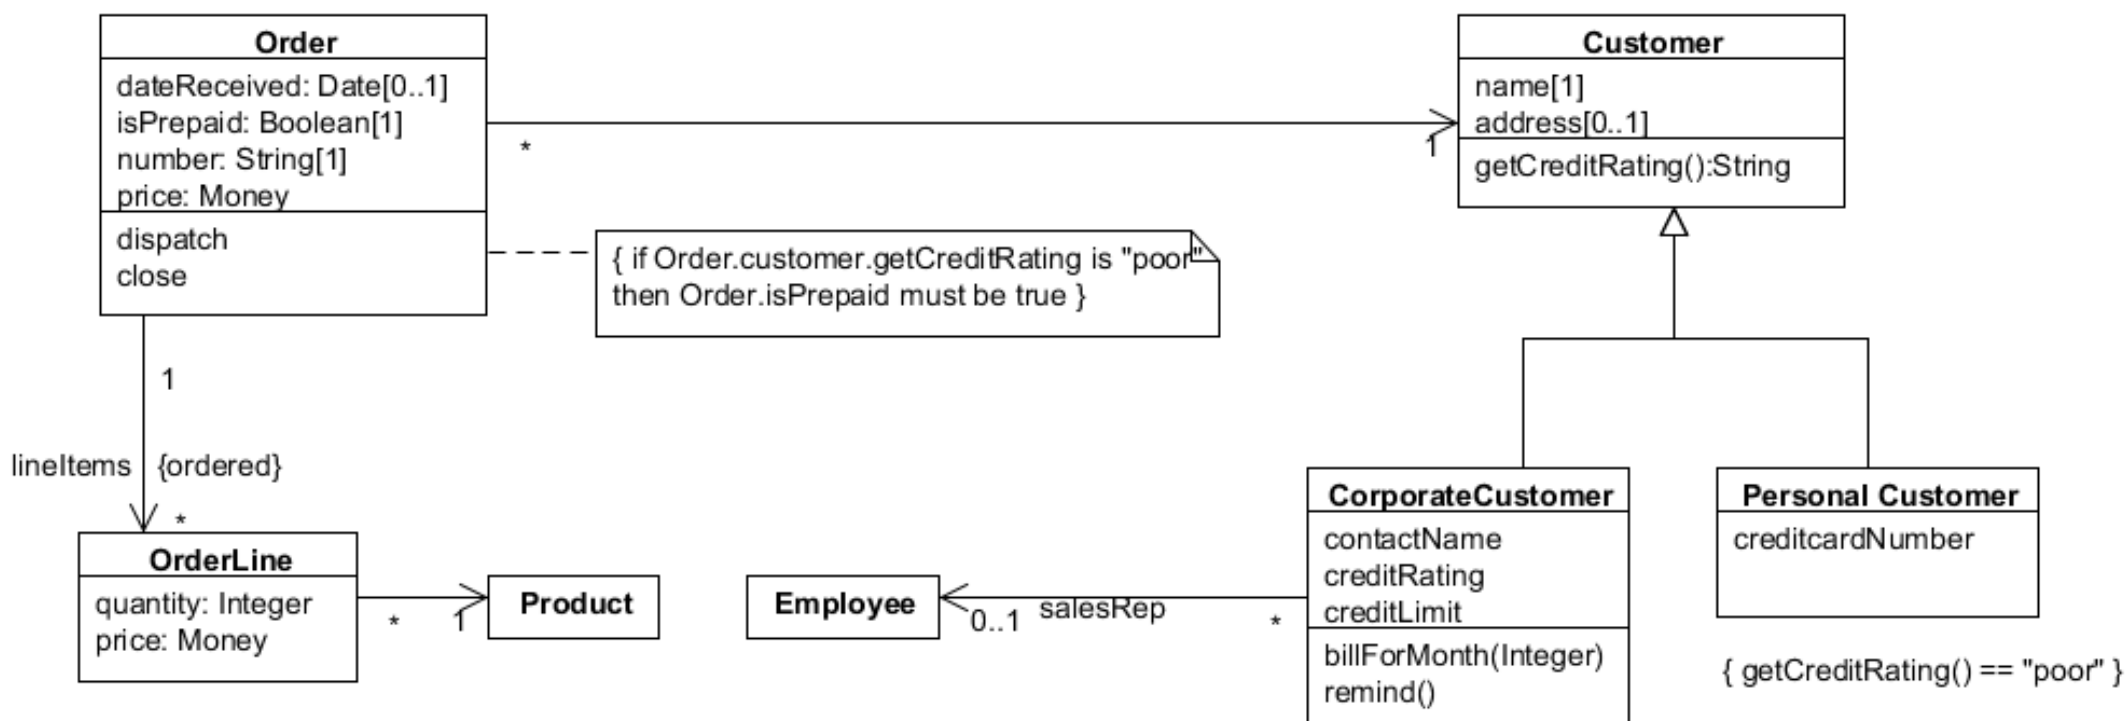 Order
dateReceived: Date[0..1]
isPrepaid: Boolean[1]
number: String[1]
price: Money
dispatch
close
*
1
Customer
name[1]
address[0..1]
getCreditRating():String
{ if Order.customer.getCreditRating is "poor"
then Order.isPrepaid must be true }
1
lineItems {ordered}
*
OrderLine
quantity: Integer
price: Money
*
1
Product
Employee
0..1 salesRep
*
CorporateCustomer
contactName
creditRating
creditLimit
billForMonth(Integer)
remind()
Personal Customer
creditcardNumber
{ getCreditRating() == "poor" }